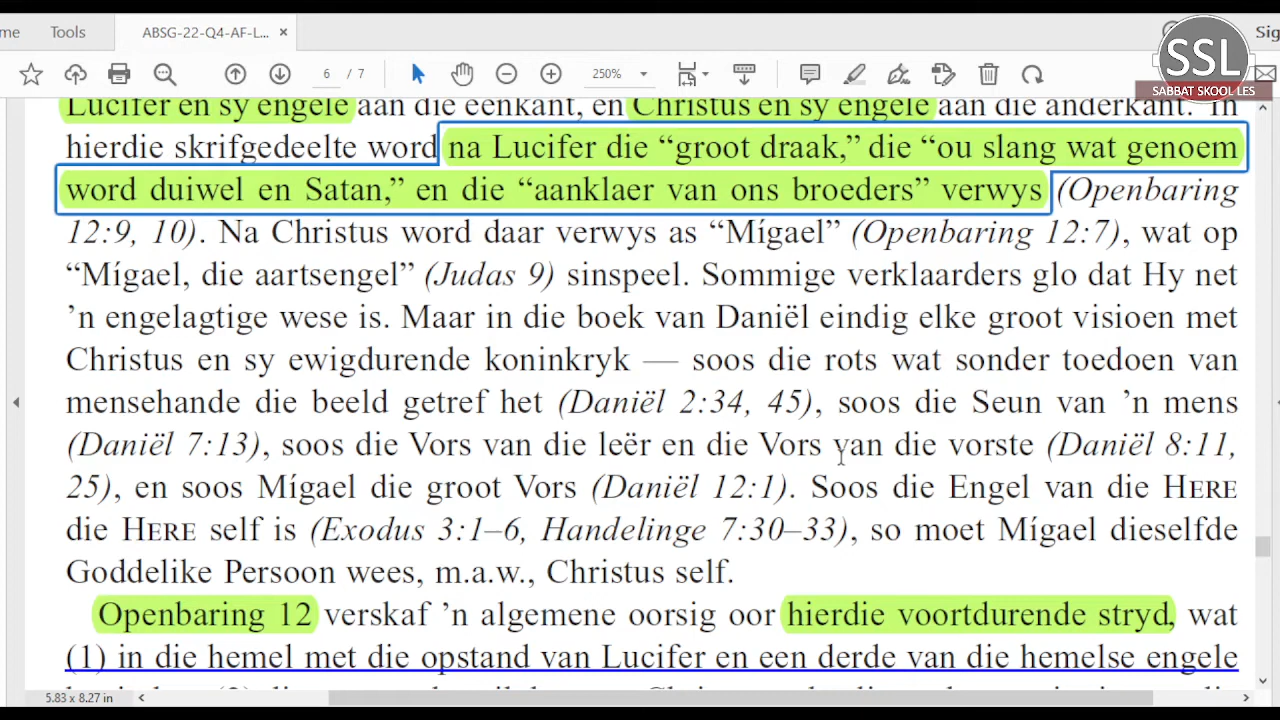 me Tools ABSG-22-Q4-AF-L... × Sig
6 / 7 250%
SSL
SABBAT SKOOL LES
Lucifer en sy engele aan die eenkant, en Christus en sy engele aan die anderkant. In
hierdie skrifgedeelte word na Lucifer die “groot draak,” die “ou slang wat genoem
word duiwel en Satan,” en die “aanklaer van ons broeders” verwys (Openbaring
12:9, 10). Na Christus word daar verwys as “Mígael” (Openbaring 12:7), wat op
“Mígael, die aartsengel” (Judas 9) sinspeel. Sommige verklaarders glo dat Hy net
’n engelagtige wese is. Maar in die boek van Daniël eindig elke groot visioen met
Christus en sy ewigdurende koninkryk — soos die rots wat sonder toedoen van
mensehande die beeld getref het (Daniël 2:34, 45), soos die Seun van ’n mens
(Daniël 7:13), soos die Vors van die leër en die Vors van die vorste (Daniël 8:11,
25), en soos Mígael die groot Vors (Daniël 12:1). Soos die Engel van die HERE
die HERE self is (Exodus 3:1–6, Handelinge 7:30–33), so moet Mígael dieselfde
Goddelike Persoon wees, m.a.w., Christus self.
Openbaring 12 verskaf ’n algemene oorsig oor hierdie voortdurende stryd, wat
(1) in die hemel met die opstand van Lucifer en een derde van die hemelse engele
5.83 x 8.27 in